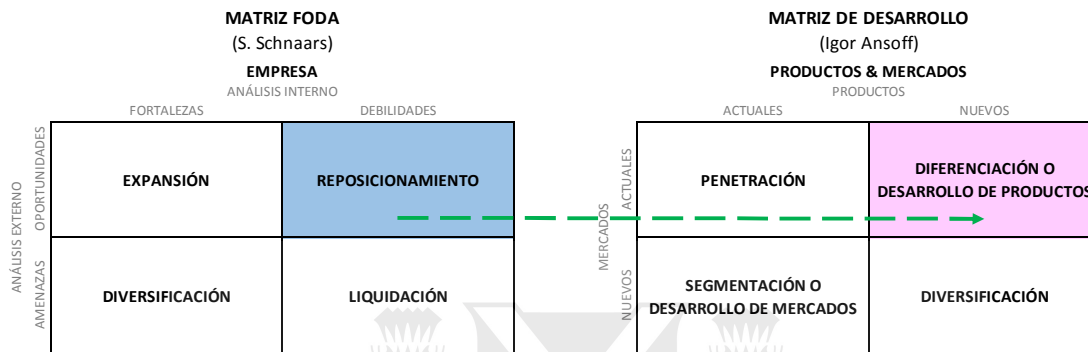 MATRIZ FODA
(S. Schnaars)
EMPRESA
ANÁLISIS INTERNO
FORTALEZAS
DEBILIDADES
ANÁLISIS EXTERNO
OPORTUNIDADES
AMENAZAS
EXPANSIÓN
REPOSICIONAMIENTO
DIVERSIFICACIÓN
LIQUIDACIÓN
MATRIZ DE DESARROLLO
(Igor Ansoff)
PRODUCTOS & MERCADOS
PRODUCTOS
ACTUALES
NUEVOS
MERCADOS
ACTUALES
NUEVOS
PENETRACIÓN
DIFERENCIACIÓN O
DESARROLLO DE PRODUCTOS
SEGMENTACIÓN O
DESARROLLO DE MERCADOS
DIVERSIFICACIÓN